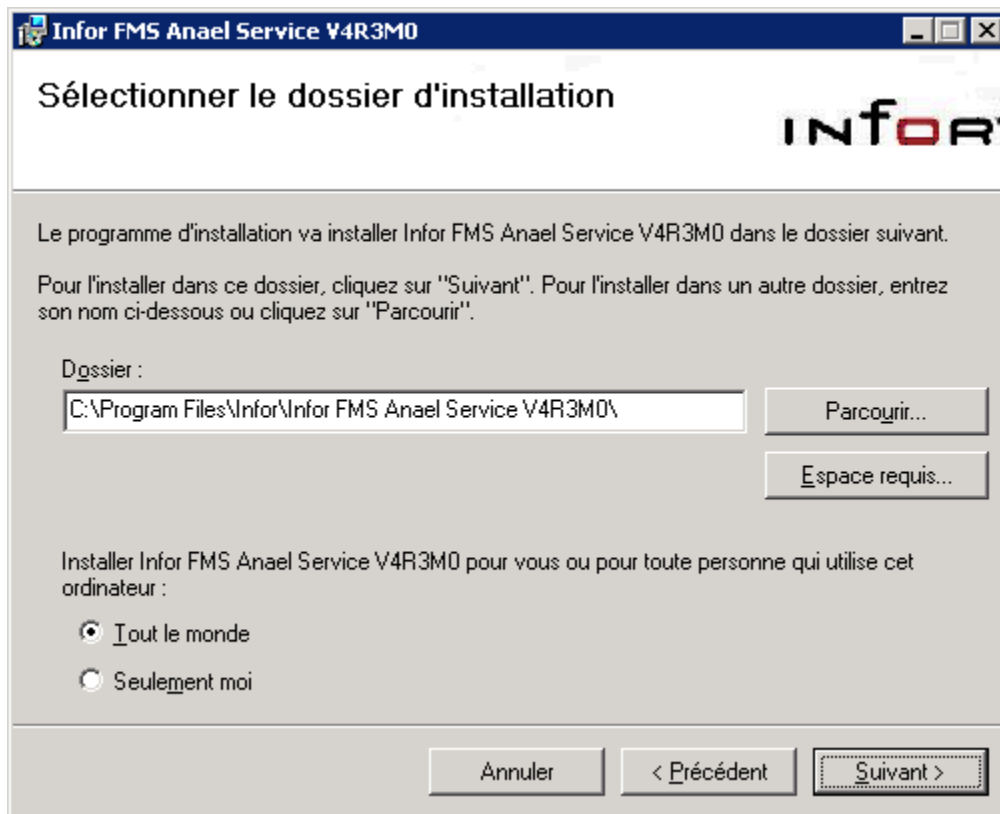 Infor FMS Anael Service V4R3M0
Sélectionner le dossier d'installation
infor
Le programme d'installation va installer Infor FMS Anael Service V4R3M0 dans le dossier suivant.
Pour l'installer dans ce dossier, cliquez sur "Suivant". Pour l'installer dans un autre dossier, entrez
son nom ci-dessous ou cliquez sur "Parcourir".
Dossier :
C:\Program Files\Infor\Infor FMS Anael Service V4R3M0\
Parcourir...
Espace requis...
Installer Infor FMS Anael Service V4R3M0 pour vous ou pour toute personne qui utilise cet
ordinateur :
Tout le monde
Seulement moi
Annuler
< Précédent
Suivant >